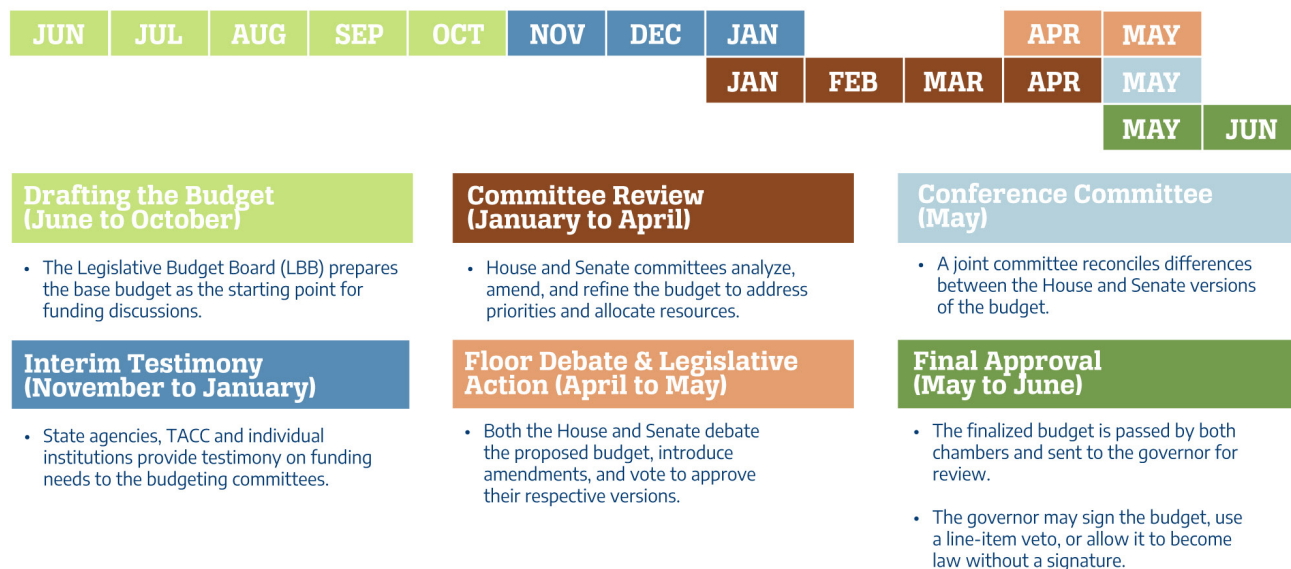 JUN JUL AUG SEP OCT NOV DEC JAN APR MAY
JAN FEB MAR APR MAY
MAY JUN
Drafting the Budget
(June to October)
• The Legislative Budget Board (LBB) prepares
the base budget as the starting point for
funding discussions.
Interim Testimony
(November to January)
• State agencies, TACC and individual
institutions provide testimony on funding
needs to the budgeting committees.
Committee Review
(January to April)
• House and Senate committees analyze,
amend, and refine the budget to address
priorities and allocate resources.
Floor Debate & Legislative
Action (April to May)
• Both the House and Senate debate
the proposed budget, introduce
amendments, and vote to approve
their respective versions.
Conference Committee
(May)
• A joint committee reconciles differences
between the House and Senate versions
of the budget.
Final Approval
(May to June)
• The finalized budget is passed by both
chambers and sent to the governor for
review.
• The governor may sign the budget, use
a line-item veto, or allow it to become
law without a signature.